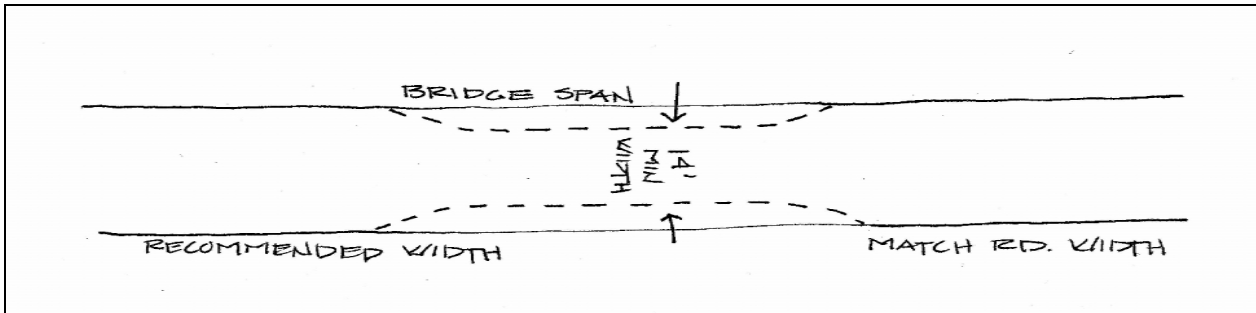 BRIDGE SPAN
14'
MIN
WIDTH
RECOMMENDED WIDTH
MATCH RD. WIDTH